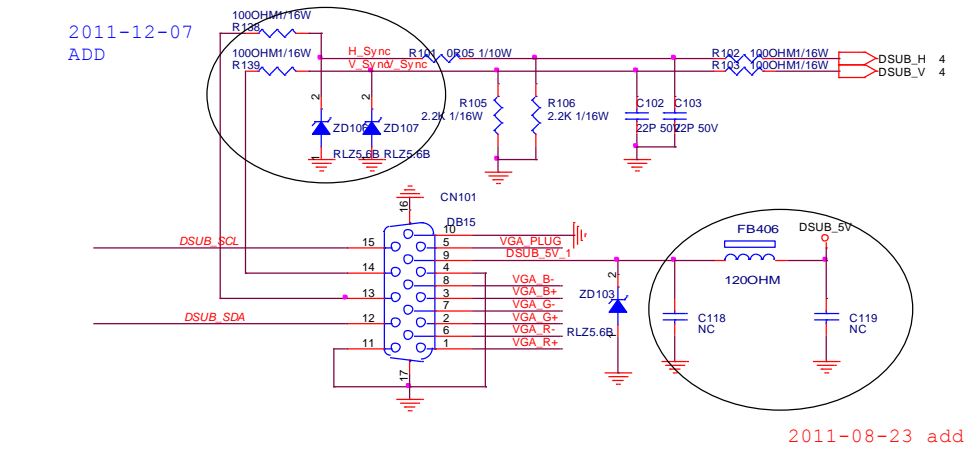 2011-12-07
ADD
100OHM1/16W
R138
100OHM1/16W
R139
H_Sync
V_Sync
V_Sync
R101
0R05 1/10W
R102
100OHM1/16W
R103
100OHM1/16W
DSUB_H 4
DSUB_V 4
2
2
ZD106
ZD107
1
1
RLZ5.6B
RLZ5.6B
R105
2.2K 1/16W
R106
2.2K 1/16W
C102
C103
22P 50V
22P 50V
CN101
DB15
16
17
15
14
13
12
11
10
5
9
4
8
3
7
2
6
1
DSUB_SCL
DSUB_SDA
VGA_PLUG
DSUB_5V_1
VGA_B-
VGA_B+
VGA_G-
VGA_G+
VGA_R-
VGA_R+
2
ZD103
RLZ5.6B
1
FB406
120OHM
DSUB_5V
C118
NC
C119
NC
2011-08-23 add